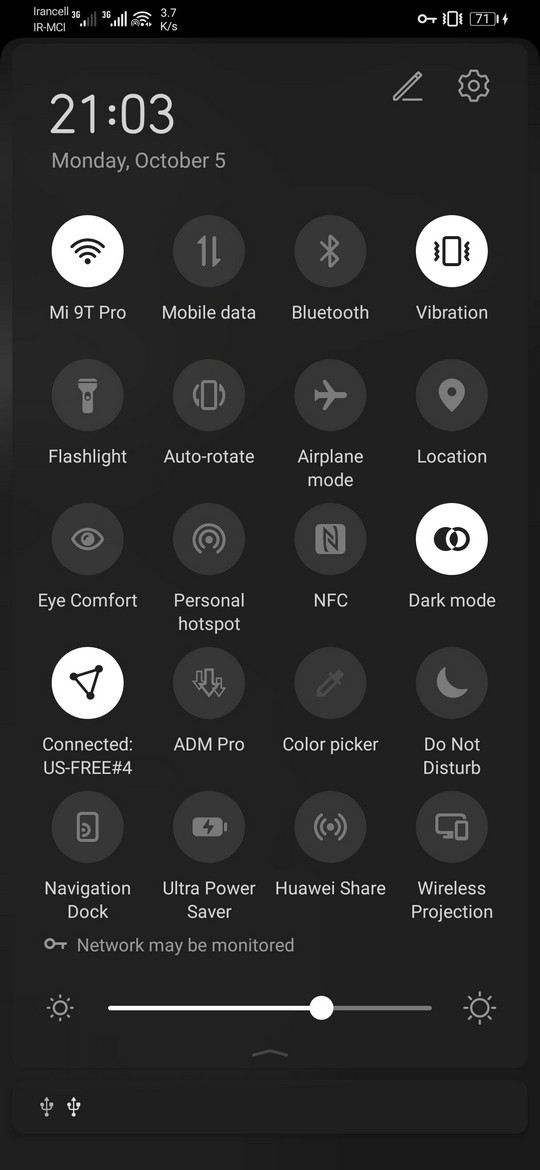 Irancell 3G 3G 3.7
IR-MCI K/s 71
21:03
Monday, October 5
Mi 9T Pro Mobile data Bluetooth Vibration
Flashlight Auto-rotate Airplane mode Location
Eye Comfort Personal hotspot NFC Dark mode
Connected: US-FREE#4 ADM Pro Color picker Do Not Disturb
Navigation Dock Ultra Power Saver Huawei Share Wireless Projection
Network may be monitored